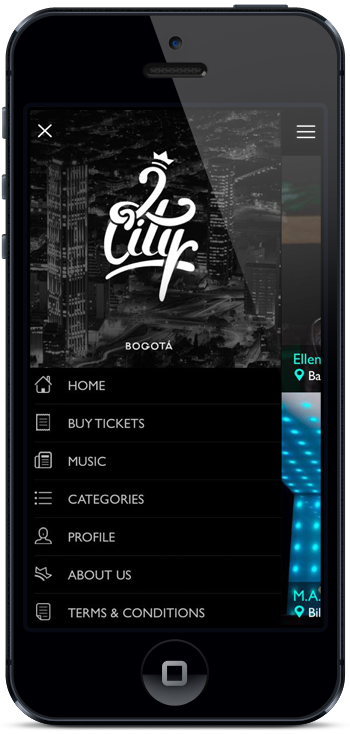 24
City
BOGOTÁ
HOME
BUY TICKETS
MUSIC
CATEGORIES
PROFILE
ABOUT US
TERMS & CONDITIONS
Ellen
Ba
M.A.
Bil